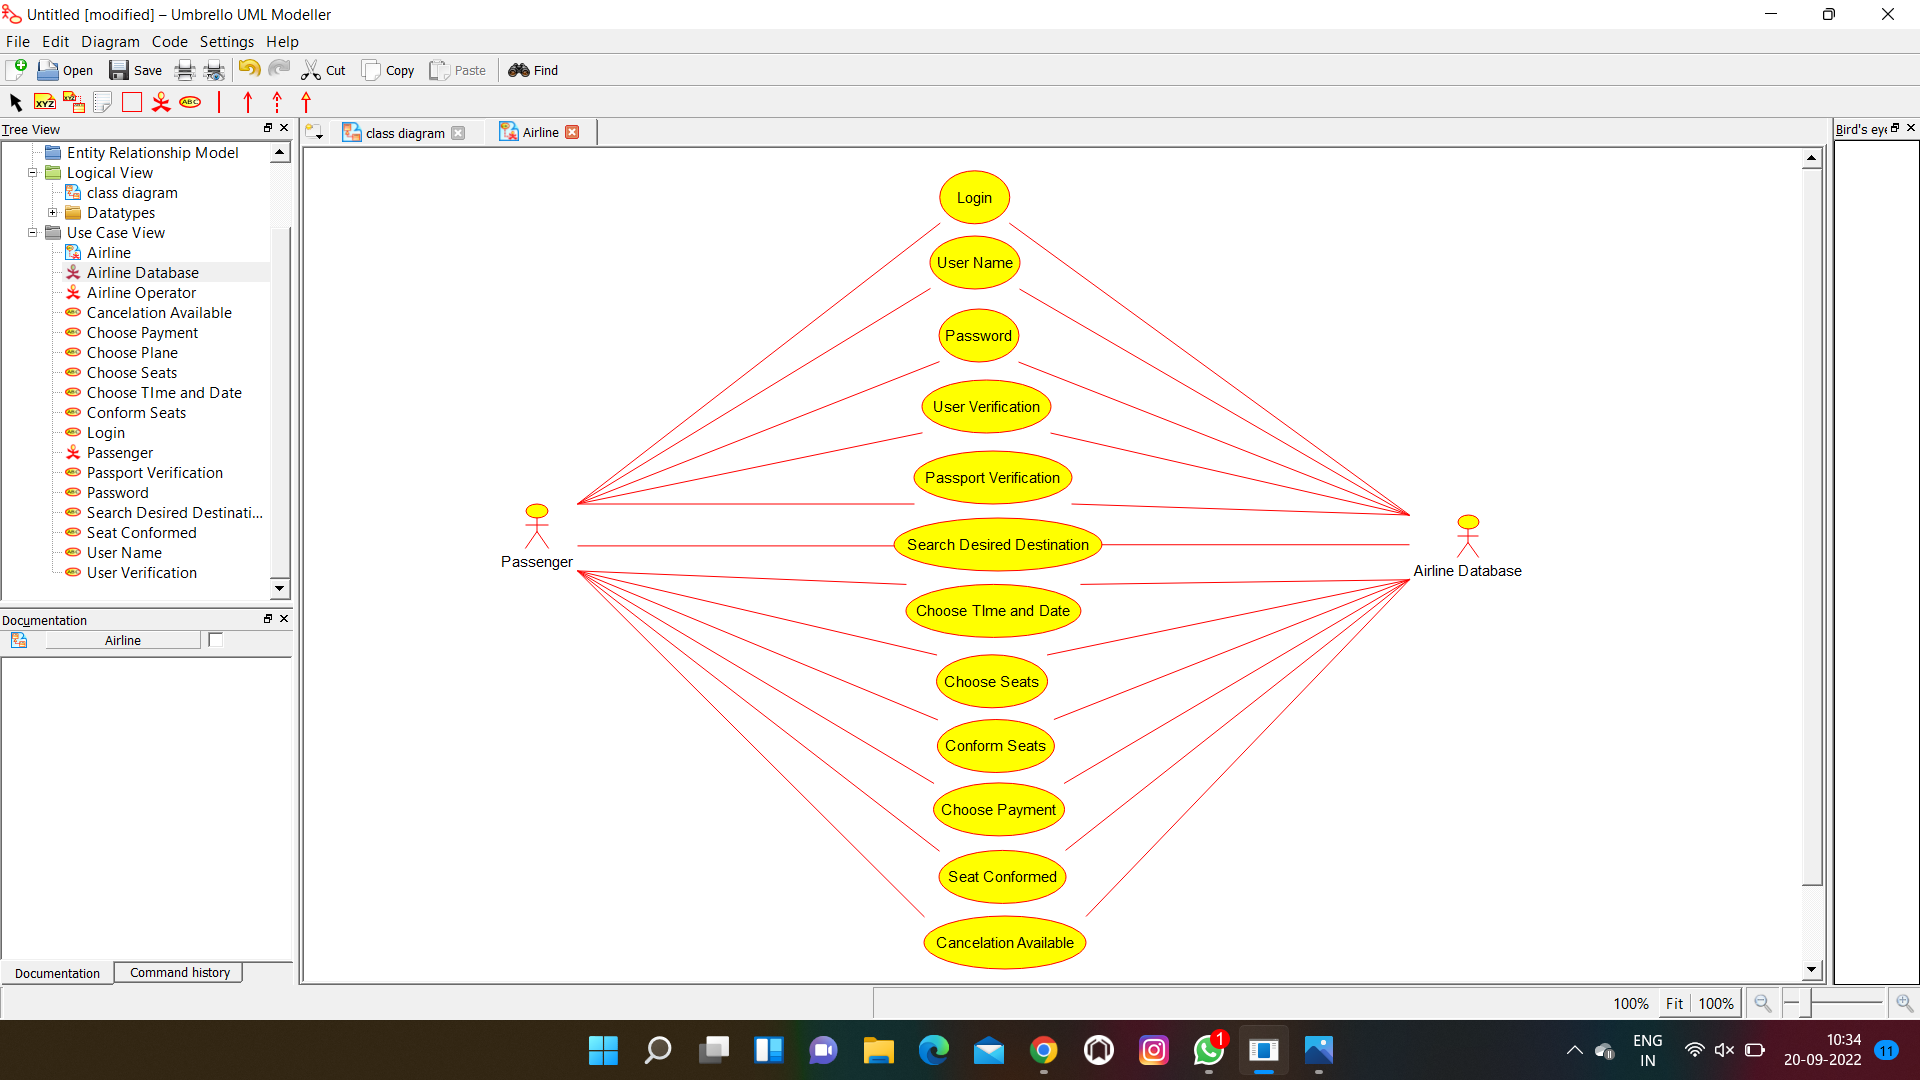 Untitled [modified] – Umbrello UML Modeller
File Edit Diagram Code Settings Help
Open Save Cut Copy Paste Find
XYZ XYZ ABC
Tree View
Bird's eye
class diagram
Airline
Entity Relationship Model
Logical View
class diagram
Datatypes
Use Case View
Airline
Airline Database
Airline Operator
Cancelation Available
Choose Payment
Choose Plane
Choose Seats
Choose TIme and Date
Conform Seats
Login
Passenger
Passport Verification
Password
Search Desired Destinati...
Seat Conformed
User Name
User Verification
Documentation
Airline
Documentation
Command history
Login
User Name
Password
User Verification
Passport Verification
Search Desired Destination
Choose TIme and Date
Choose Seats
Conform Seats
Choose Payment
Seat Conformed
Cancelation Available
Passenger
Airline Database
100% Fit 100%
1
ENG
IN
10:34
20-09-2022
11